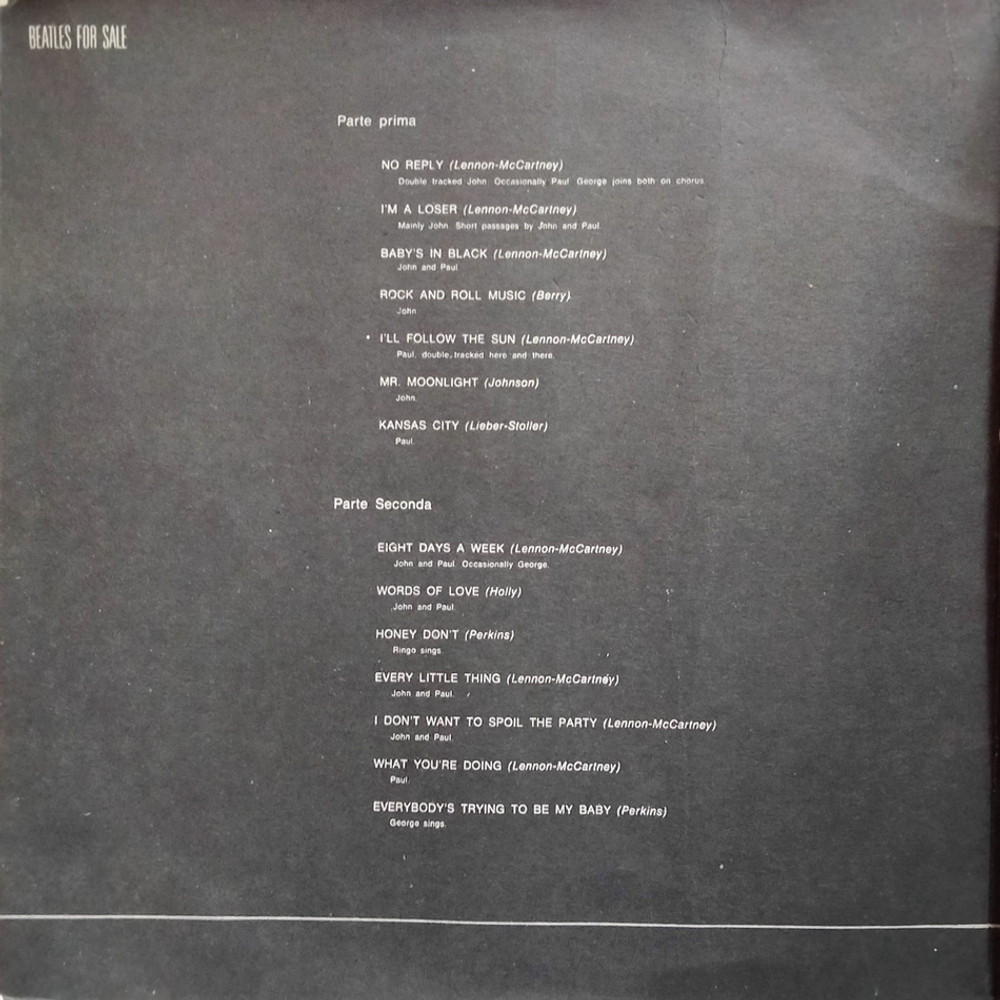 BEATLES FOR SALE
Parte prima
NO REPLY (Lennon-McCartney)
Double tracked John. Occasionally Paul. George joins both on chorus.
I'M A LOSER (Lennon-McCartney)
Mainly John. Short passages by John and Paul.
BABY'S IN BLACK (Lennon-McCartney)
John and Paul
ROCK AND ROLL MUSIC (Berry)
John
• I'LL FOLLOW THE SUN (Lennon-McCartney)
Paul, double, tracked here and there.
MR. MOONLIGHT (Johnson)
John.
KANSAS CITY (Lieber-Stoller)
Paul.
Parte Seconda
EIGHT DAYS A WEEK (Lennon-McCartney)
John and Paul. Occasionally George.
WORDS OF LOVE (Holly)
John and Paul.
HONEY DON'T (Perkins)
Ringo sings.
EVERY LITTLE THING (Lennon-McCartney)
John and Paul.
I DON'T WANT TO SPOIL THE PARTY (Lennon-McCartney)
John and Paul.
WHAT YOU'RE DOING (Lennon-McCartney)
Paul.
EVERYBODY'S TRYING TO BE MY BABY (Perkins)
George sings.